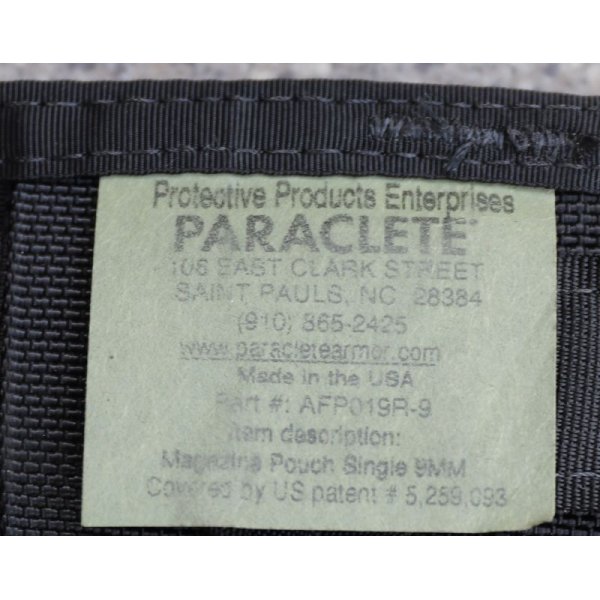 Protective Products Enterprises
PARACLETE
106 EAST CLARK STREET
SAINT PAULS, NC 28384
(910) 865-2425
www.paracletearmor.com
Made in the USA
Part #: AFP019R-9
Item description:
Magazine Pouch Single 9MM
Covered by US patent # 5,259,093